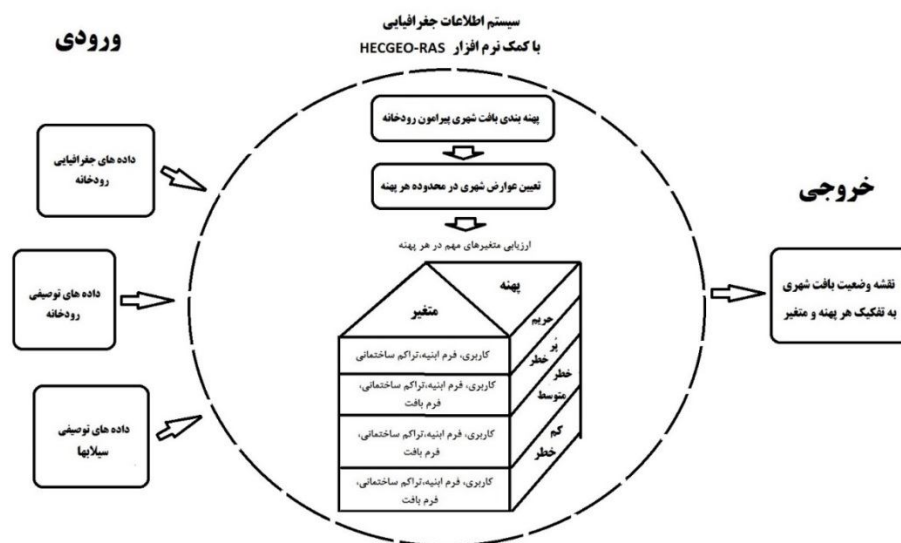 سیستم اطلاعات جغرافیایی
با کمک نرم افزار HECGEO-RAS
ورودی
داده های جغرافیایی
رودخانه
داده های توصیفی
رودخانه
داده های توصیفی
سیلابها
پهنه بندی بافت شهری پیرامون رودخانه
تعیین عوارض شهری در محدوده هر پهنه
ارزیابی متغیرهای مهم در هر پهنه
پهنه
متغیر
حریم
پُر
خطر
خطر
متوسط
کم
خطر
کاربری، فرم ابنیه،تراکم ساختمانی
کاربری، فرم ابنیه،تراکم ساختمانی،
فرم بافت
کاربری، فرم ابنیه،تراکم ساختمانی،
فرم بافت
کاربری، فرم ابنیه،تراکم ساختمانی،
فرم بافت
خروجی
نقشه وضعیت بافت شهری
به تفکیک هر پهنه و متغیر